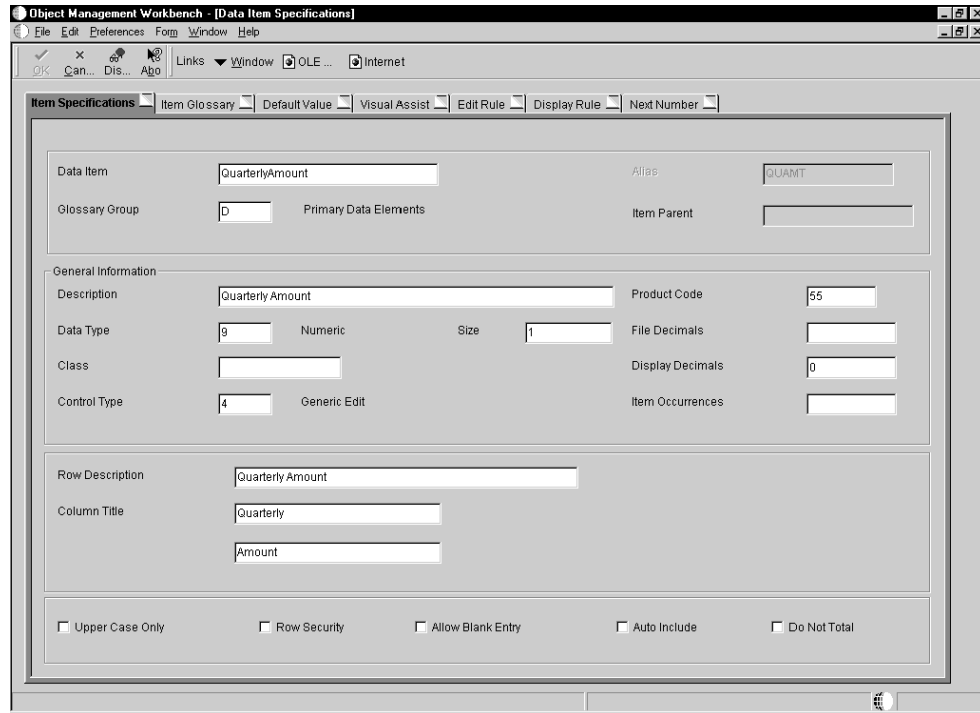 Object Management Workbench - [Data Item Specifications]
File Edit Preferences Form Window Help
OK Can... Dis... Abo Links Window OLE ... Internet
Item Specifications Item Glossary Default Value Visual Assist Edit Rule Display Rule Next Number
Data Item QuarterlyAmount Alias QUAMT
Glossary Group D Primary Data Elements Item Parent
General Information
Description Quarterly Amount Product Code 55
Data Type 9 Numeric Size 1 File Decimals
Class Display Decimals 0
Control Type 4 Generic Edit Item Occurrences
Row Description Quarterly Amount
Column Title Quarterly
Amount
Upper Case Only Row Security Allow Blank Entry Auto Include Do Not Total